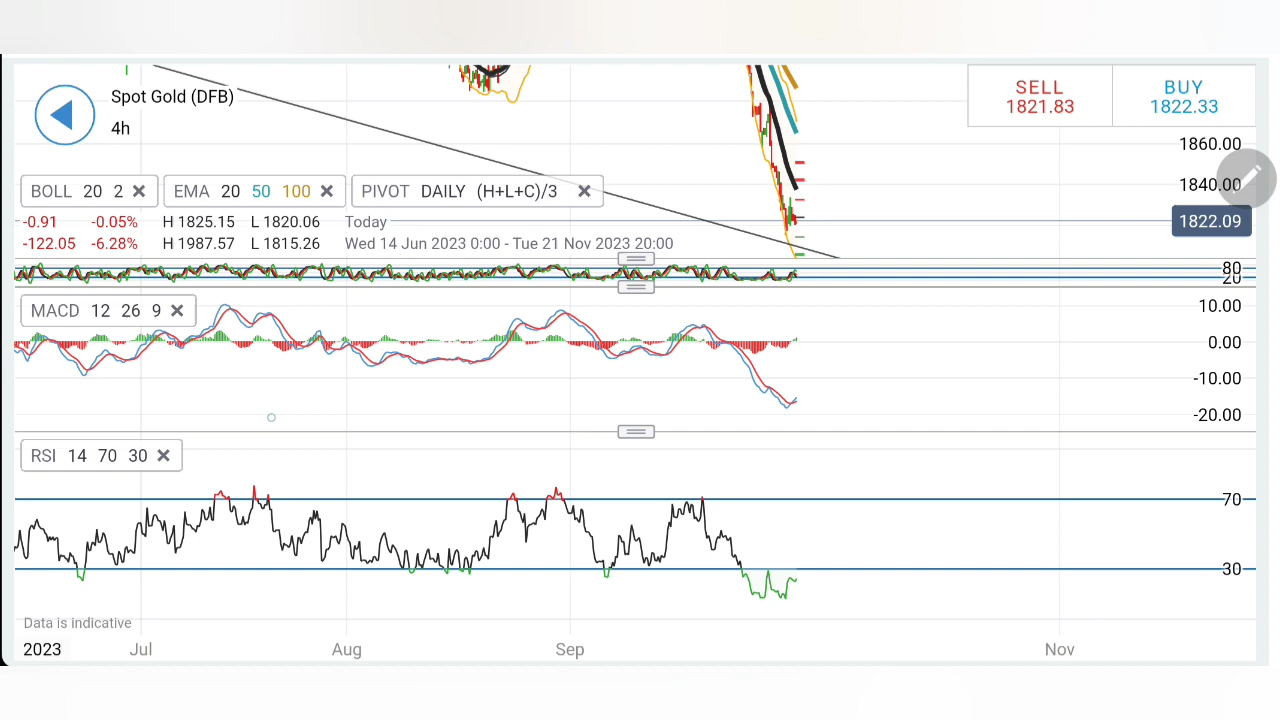 Spot Gold (DFB)
4h
SELL
1821.83
BUY
1822.33
1860.00
1840.00
1822.09
BOLL 20 2
EMA 20 50 100
PIVOT DAILY (H+L+C)/3
-0.91 -0.05% H 1825.15 L 1820.06 Today
-122.05 -6.28% H 1987.57 L 1815.26 Wed 14 Jun 2023 0:00 - Tue 21 Nov 2023 20:00
80
20
MACD 12 26 9
10.00
0.00
-10.00
-20.00
RSI 14 70 30
70
30
Data is indicative
2023 Jul Aug Sep Nov